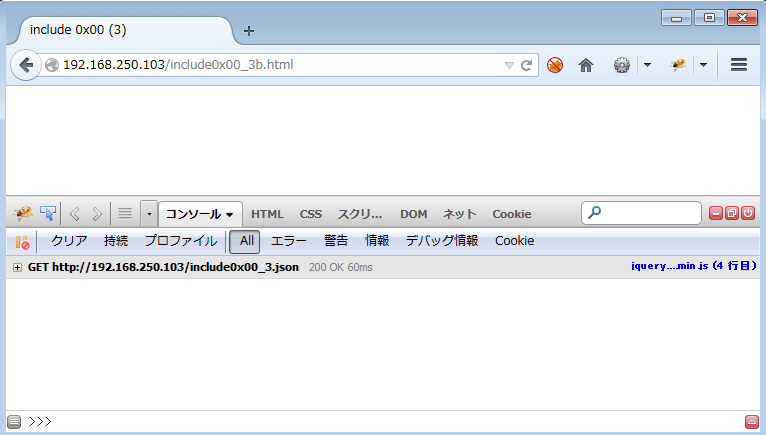 include 0x00 (3)
192.168.250.103/include0x00_3b.html
コンソール HTML CSS スクリ... DOM ネット Cookie
クリア 持続 プロファイル All エラー 警告 情報 デバッグ情報 Cookie
GET http://192.168.250.103/include0x00_3.json 200 OK 60ms jquery....min.js (4 行目)
>>>